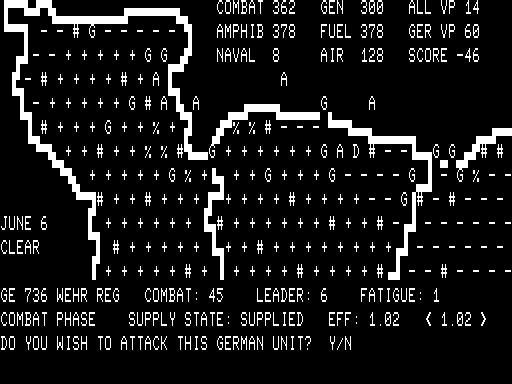 COMBAT 362 GEN 300 ALL VP 14
- - # G - - - - -
AMPHIB 378 FUEL 378 GER VP 60
- - + + - - - - G G
NAVAL 8 AIR 128 SCORE -46
- # + + + + # + A A
- + + + + + G # A A G A
- # + + + G + + % + % % # - - -
+ + # + + % % # G + + + + + + G A D # - - G G # #
+ + + + + G % + + + G + + + G - - - - G - G % - -
# + + # + + + + + + # + + + + + + G # - # - - -
JUNE 6 + + + + + + + + + + + + + # + + # - - - - -
CLEAR # + + + + + + + + # + + + + + + - - - - -
+ + + + # + + + + + + + + + + # - - # - - - -
GE 736 WEHR REG COMBAT: 45 LEADER: 6 FATIGUE: 1
COMBAT PHASE SUPPLY STATE: SUPPLIED EFF: 1.02 < 1.02 >
DO YOU WISH TO ATTACK THIS GERMAN UNIT? Y/N